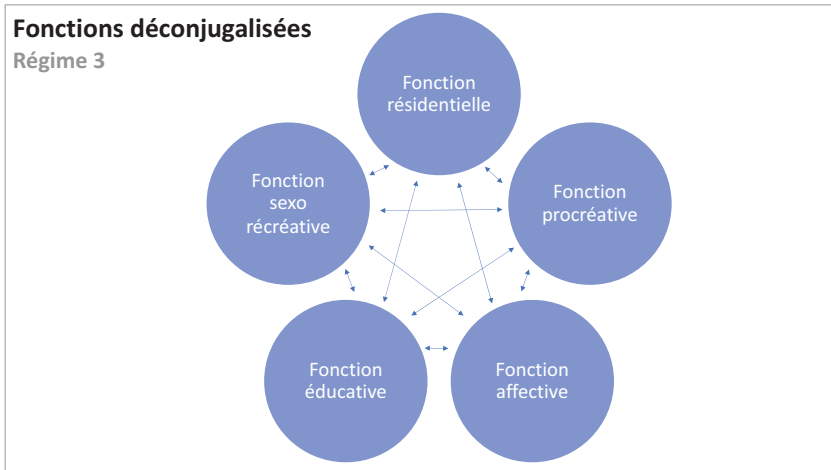 Fonctions déconjugalisées
Régime 3
Fonction
résidentielle
Fonction
sexo
récréative
Fonction
procréative
Fonction
éducative
Fonction
affective